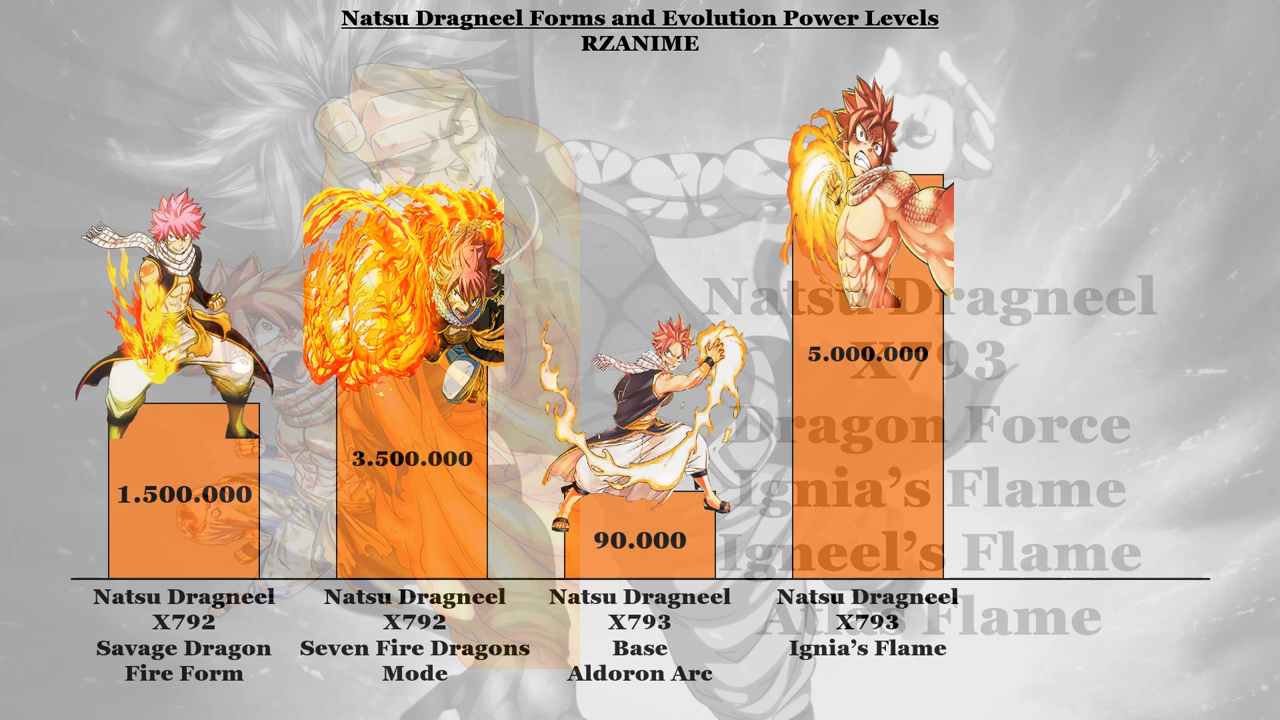 Natsu Dragneel Forms and Evolution Power Levels
RZANIME
1.500.000
3.500.000
90.000
5.000.000
Natsu Dragneel
X792
Savage Dragon
Fire Form
Natsu Dragneel
X792
Seven Fire Dragons
Mode
Natsu Dragneel
X793
Base
Aldoron Arc
Natsu Dragneel
X793
Ignia’s Flame
Natsu Dragneel
X793
Dragon Force
Ignia’s Flame
Igneel’s Flame
Atlas Flame